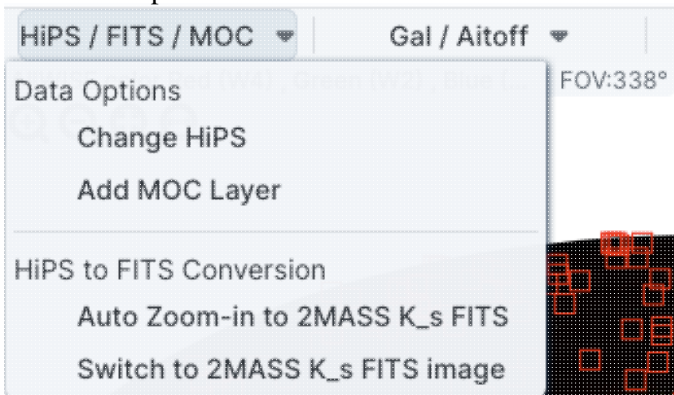 HiPS / FITS / MOC Gal / Aitoff
FOV:338°
Data Options
Change HiPS
Add MOC Layer
HiPS to FITS Conversion
Auto Zoom-in to 2MASS K_s FITS
Switch to 2MASS K_s FITS image